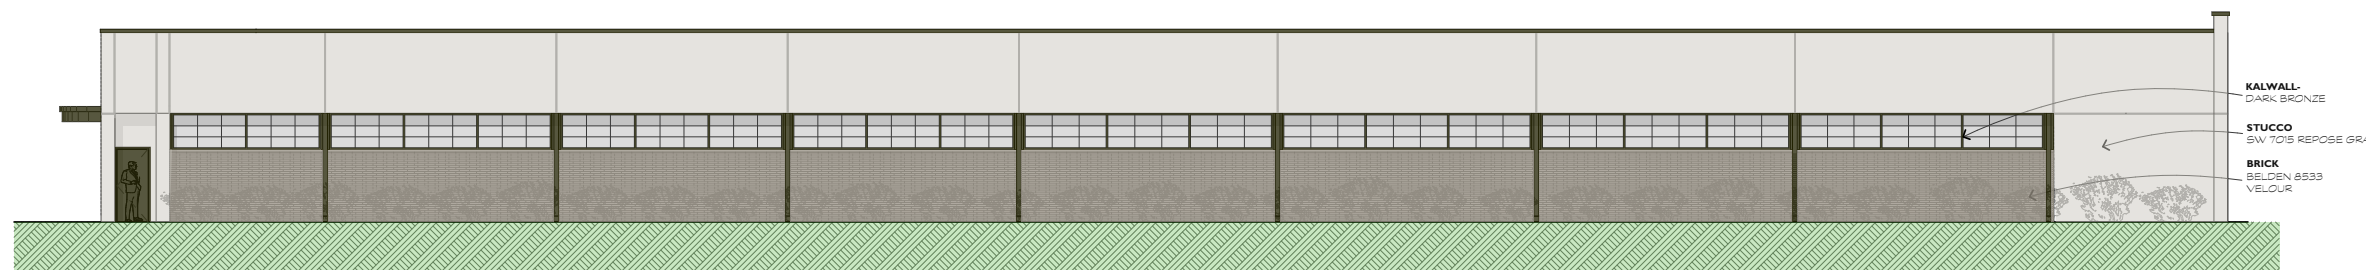 KALWALL-
DARK BRONZE
STUCCO
SW 7015 REPOSE GRA
BRICK
BELDEN 8533
VELOUR